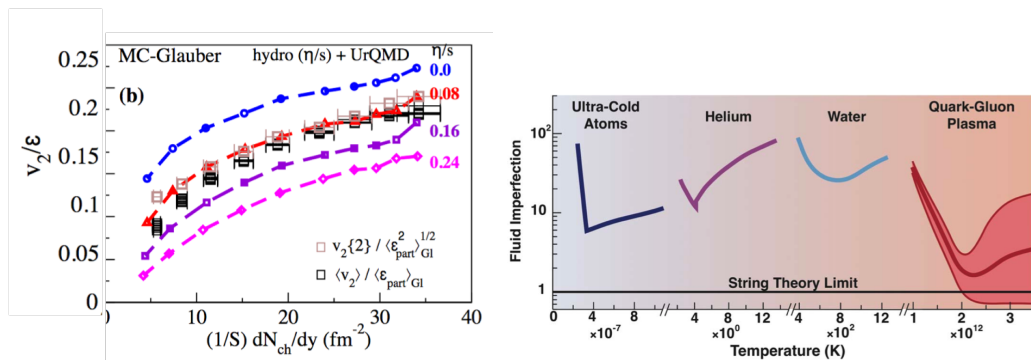 0.25
0.2
0.15
0.1
0.05
0
v₂/ε
MC-Glauber hydro (η/s) + UrQMD η/s
(b)
0.0
0.08
0.16
0.24
v₂{2} / ⟨ε²part⟩Gl^1/2
⟨v₂⟩ / ⟨εpart⟩Gl
0 10 20 30 40
(1/S) dNch/dy (fm⁻²)
Ultra-Cold Atoms
Helium
Water
Quark-Gluon Plasma
Fluid Imperfection
10²
10
1
String Theory Limit
0 4 8 4 8 12 4 8 12 1 2 3
×10⁻⁷ ×10⁰ ×10² ×10¹²
Temperature (K)